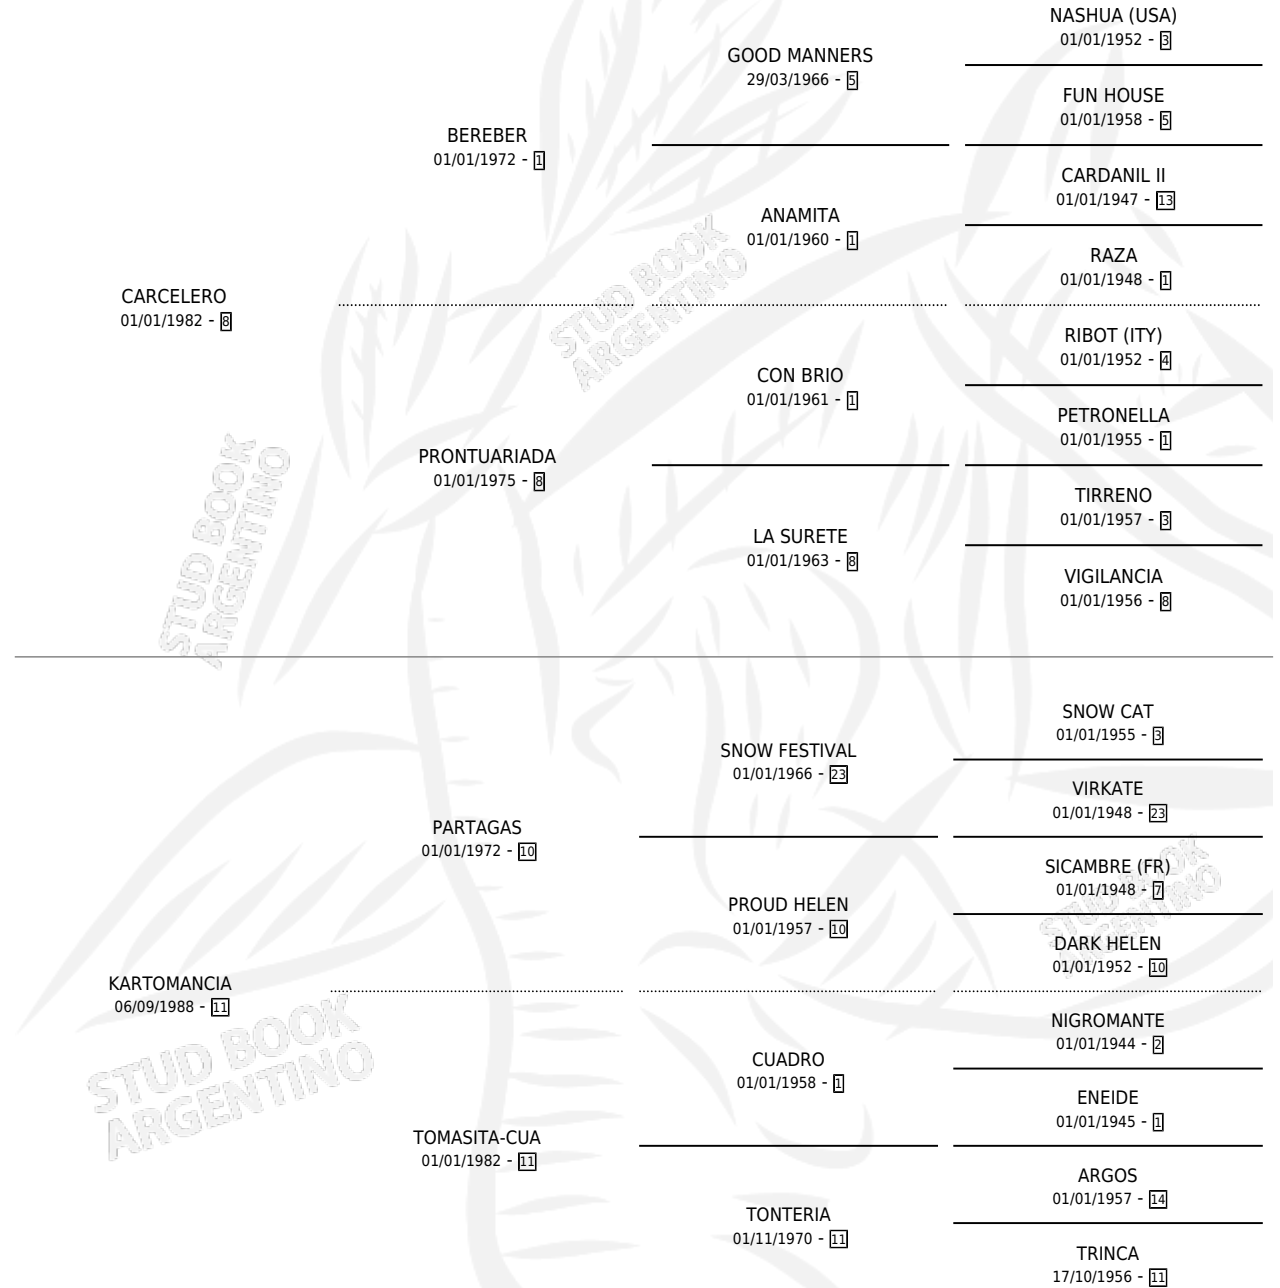 NASHUA (USA)
01/01/1952 - 3
GOOD MANNERS
29/03/1966 - 5
FUN HOUSE
01/01/1958 - 5
BEREBER
01/01/1972 - 1
CARDANIL II
01/01/1947 - 13
ANAMITA
01/01/1960 - 1
RAZA
01/01/1948 - 1
CARCELERO
01/01/1982 - 8
RIBOT (ITY)
01/01/1952 - 4
CON BRIO
01/01/1961 - 1
PETRONELLA
01/01/1955 - 1
PRONTUARIADA
01/01/1975 - 8
TIRRENO
01/01/1957 - 3
LA SURETE
01/01/1963 - 8
VIGILANCIA
01/01/1956 - 8
SNOW CAT
01/01/1955 - 3
SNOW FESTIVAL
01/01/1966 - 23
VIRKATE
01/01/1948 - 23
PARTAGAS
01/01/1972 - 10
SICAMBRE (FR)
01/01/1948 - 7
PROUD HELEN
01/01/1957 - 10
DARK HELEN
01/01/1952 - 10
KARTOMANCIA
06/09/1988 - 11
NIGROMANTE
01/01/1944 - 2
CUADRO
01/01/1958 - 1
ENEIDE
01/01/1945 - 1
TOMASITA-CUA
01/01/1982 - 11
ARGOS
01/01/1957 - 14
TONTERIA
01/11/1970 - 11
TRINCA
17/10/1956 - 11
STUD BOOK
ARGENTINO
STUD BOOK
ARGENTINO
STUD BOOK
ARGENTINO
STUD BOOK
ARGENTINO